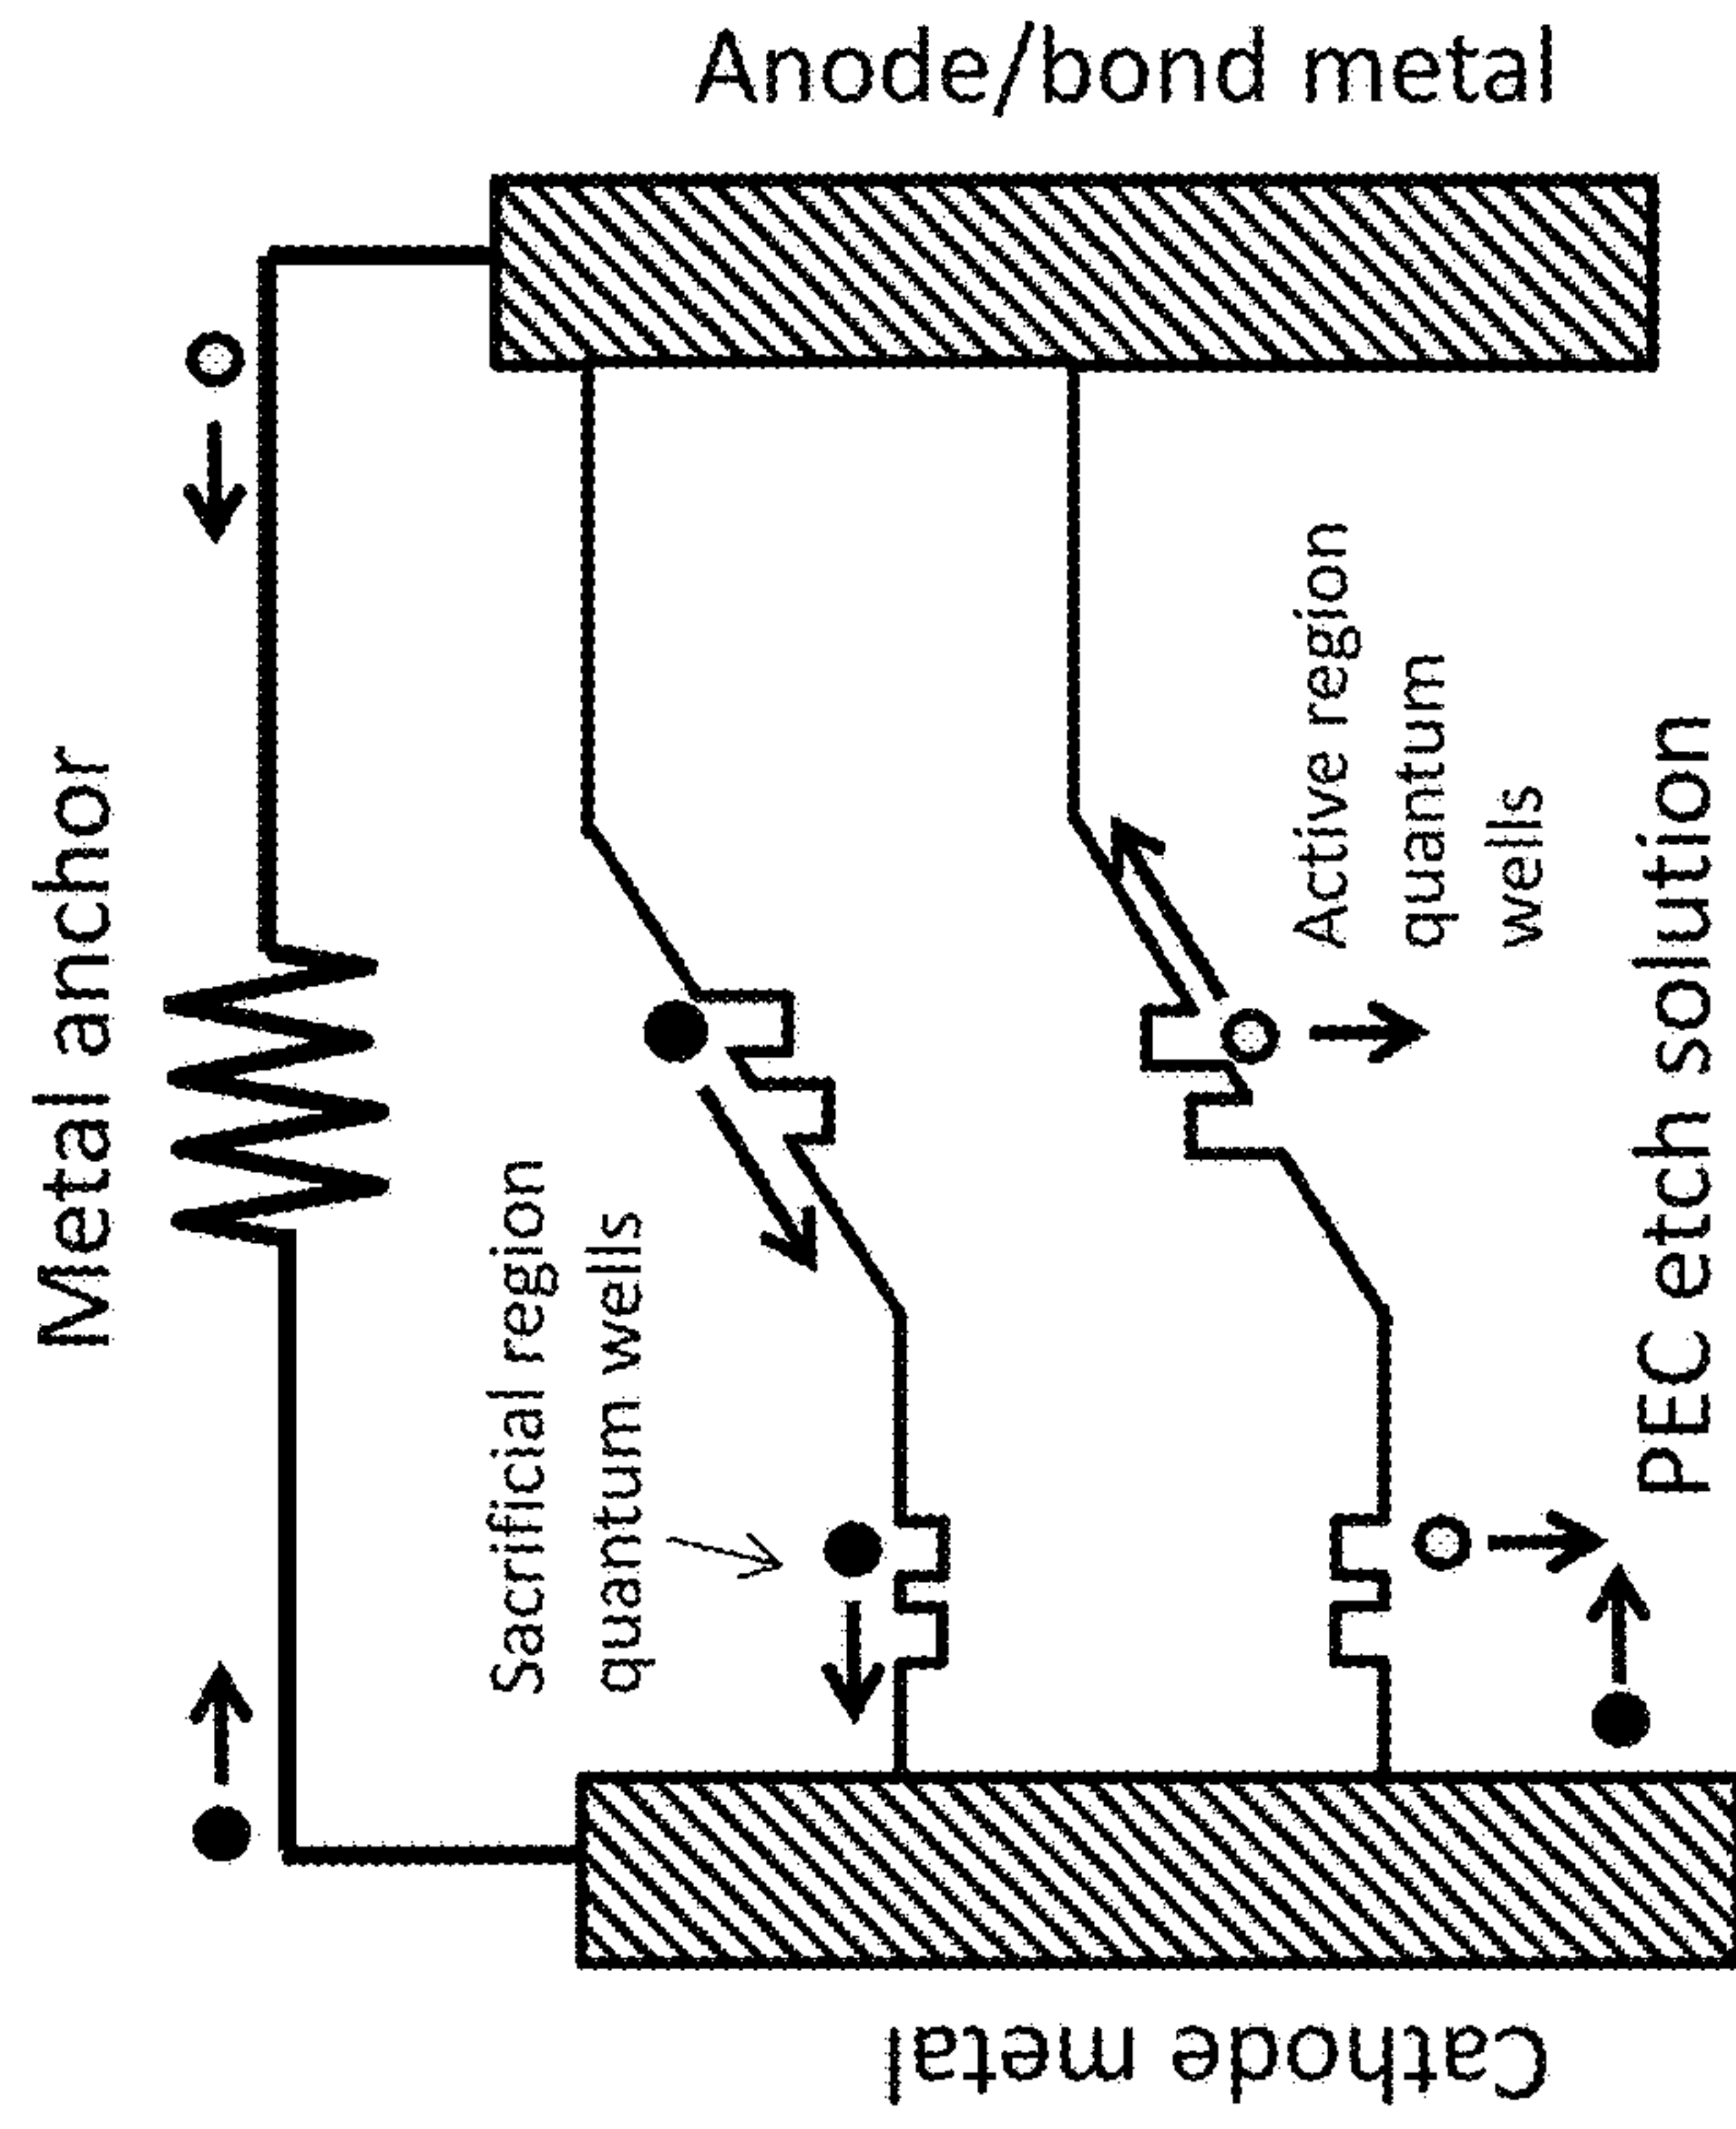 Metal anchor
Anode/bond metal
Sacrificial region
quantum wells
Active region
quantum
wells
PEC etch solution
Cathode metal